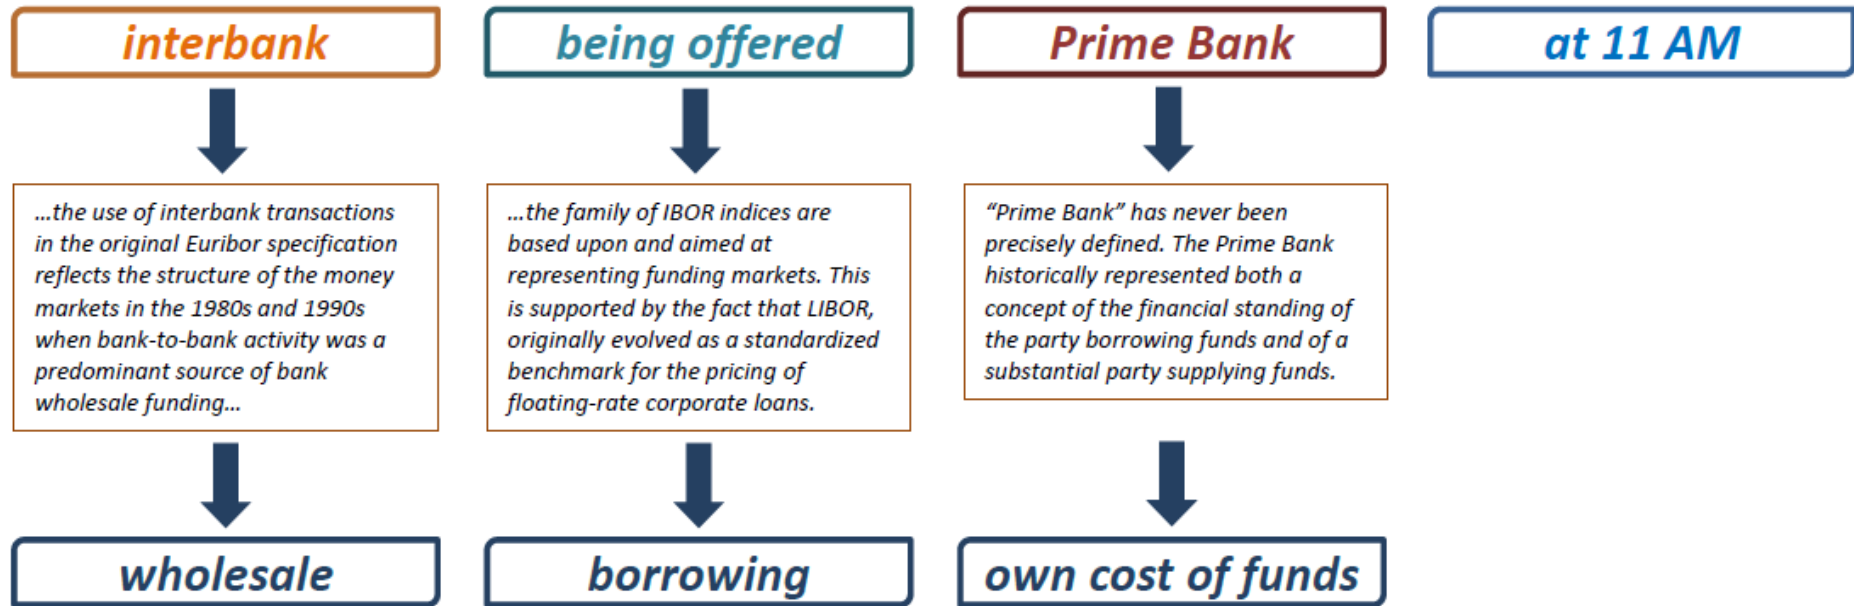 interbank
being offered
Prime Bank
at 11 AM
…the use of interbank transactions
in the original Euribor specification
reflects the structure of the money
markets in the 1980s and 1990s
when bank-to-bank activity was a
predominant source of bank
wholesale funding…
…the family of IBOR indices are
based upon and aimed at
representing funding markets. This
is supported by the fact that LIBOR,
originally evolved as a standardized
benchmark for the pricing of
floating-rate corporate loans.
“Prime Bank” has never been
precisely defined. The Prime Bank
historically represented both a
concept of the financial standing of
the party borrowing funds and of a
substantial party supplying funds.
wholesale
borrowing
own cost of funds